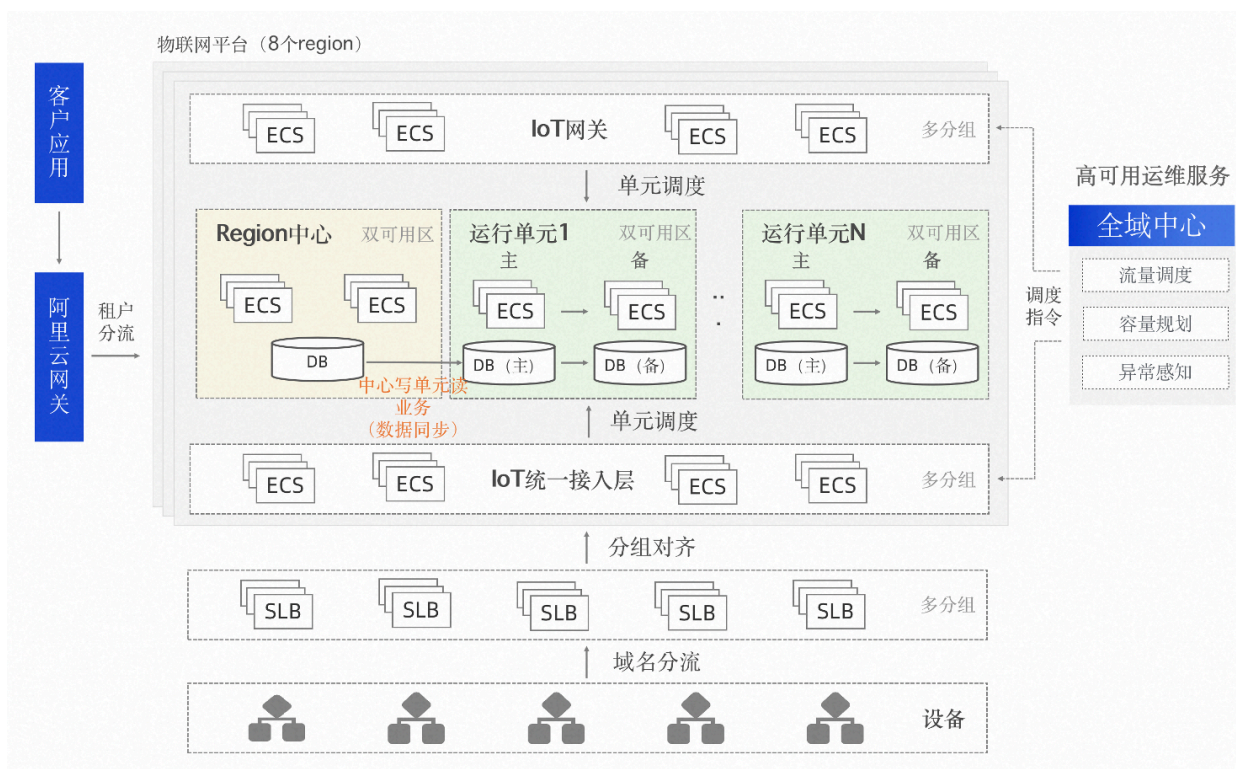 物联网平台（8个region）
客户应用
阿里云网关
租户
分流
ECS
ECS
IoT网关
ECS
ECS
多分组
单元调度
Region中心
双可用区
ECS
ECS
DB
运行单元1
双可用区
主
备
ECS
ECS
DB（主）
DB（备）
..
.
运行单元N
双可用区
主
备
ECS
ECS
DB（主）
DB（备）
中心写单元读
业务
（数据同步）
单元调度
ECS
ECS
IoT统一接入层
ECS
ECS
多分组
高可用运维服务
全域中心
流量调度
容量规划
异常感知
调度
指令
分组对齐
SLB
SLB
SLB
SLB
SLB
多分组
域名分流
设备